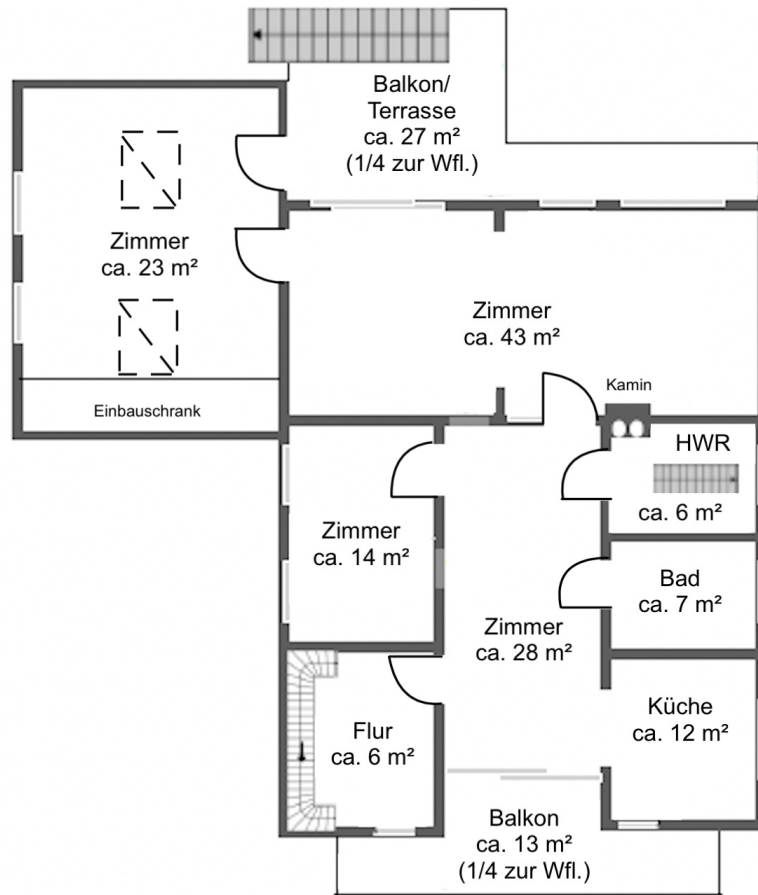 Balkon/
Terrasse
ca. 27 m²
(1/4 zur Wfl.)
Zimmer
ca. 23 m²
Zimmer
ca. 43 m²
Einbauschrank
Kamin
HWR
ca. 6 m²
Zimmer
ca. 14 m²
Bad
ca. 7 m²
Zimmer
ca. 28 m²
Flur
ca. 6 m²
Küche
ca. 12 m²
Balkon
ca. 13 m²
(1/4 zur Wfl.)